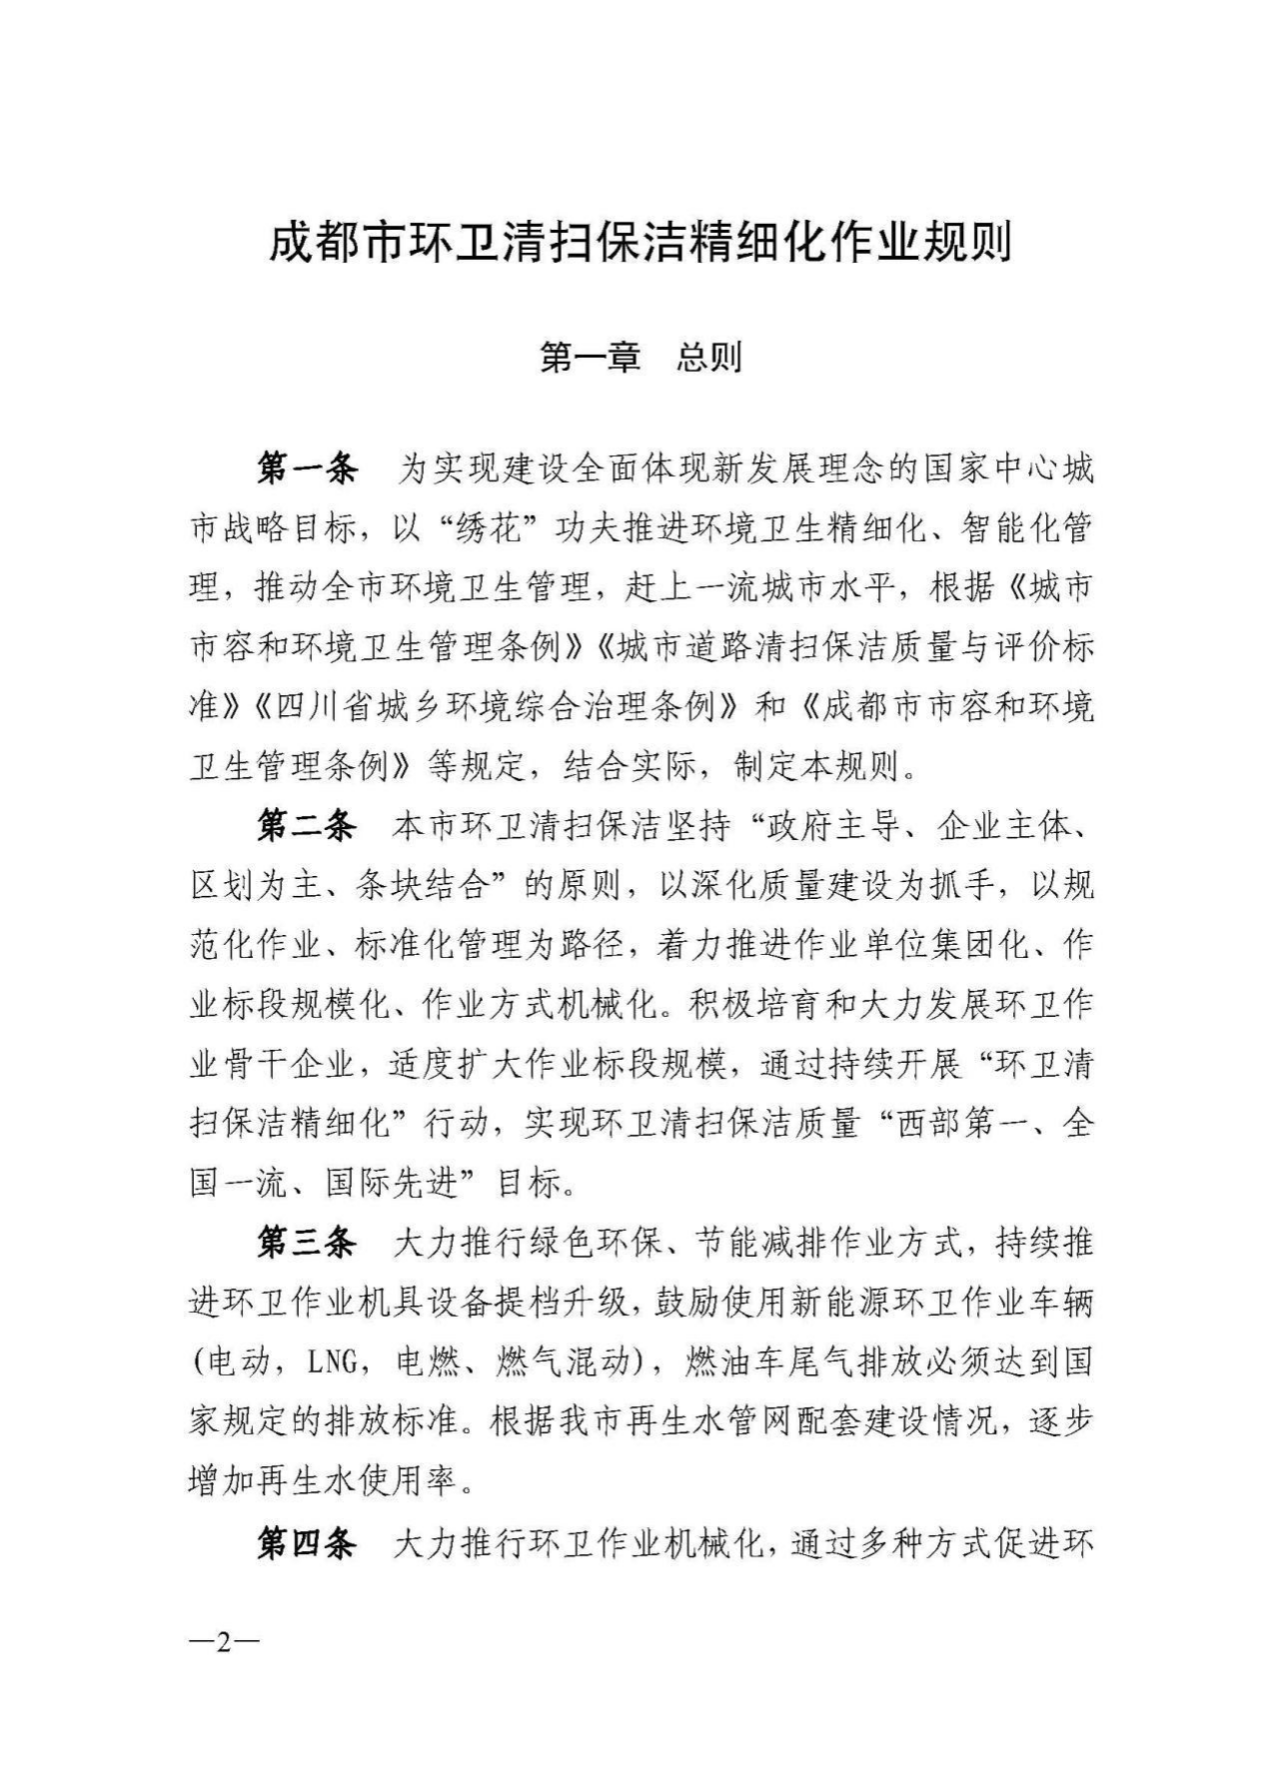 成都市环卫清扫保洁精细化作业规则
第一章　总则
第一条　为实现建设全面体现新发展理念的国家中心城
市战略目标，以“绣花”功夫推进环境卫生精细化、智能化管
理，推动全市环境卫生管理，赶上一流城市水平，根据《城市
市容和环境卫生管理条例》《城市道路清扫保洁质量与评价标
准》《四川省城乡环境综合治理条例》和《成都市市容和环境
卫生管理条例》等规定，结合实际，制定本规则。
第二条　本市环卫清扫保洁坚持“政府主导、企业主体、
区划为主、条块结合”的原则，以深化质量建设为抓手，以规
范化作业、标准化管理为路径，着力推进作业单位集团化、作
业标段规模化、作业方式机械化。积极培育和大力发展环卫作
业骨干企业，适度扩大作业标段规模，通过持续开展“环卫清
扫保洁精细化”行动，实现环卫清扫保洁质量“西部第一、全
国一流、国际先进”目标。
第三条　大力推行绿色环保、节能减排作业方式，持续推
进环卫作业机具设备提档升级，鼓励使用新能源环卫作业车辆
(电动，LNG，电燃、燃气混动)，燃油车尾气排放必须达到国
家规定的排放标准。根据我市再生水管网配套建设情况，逐步
增加再生水使用率。
第四条　大力推行环卫作业机械化，通过多种方式促进环
—2—